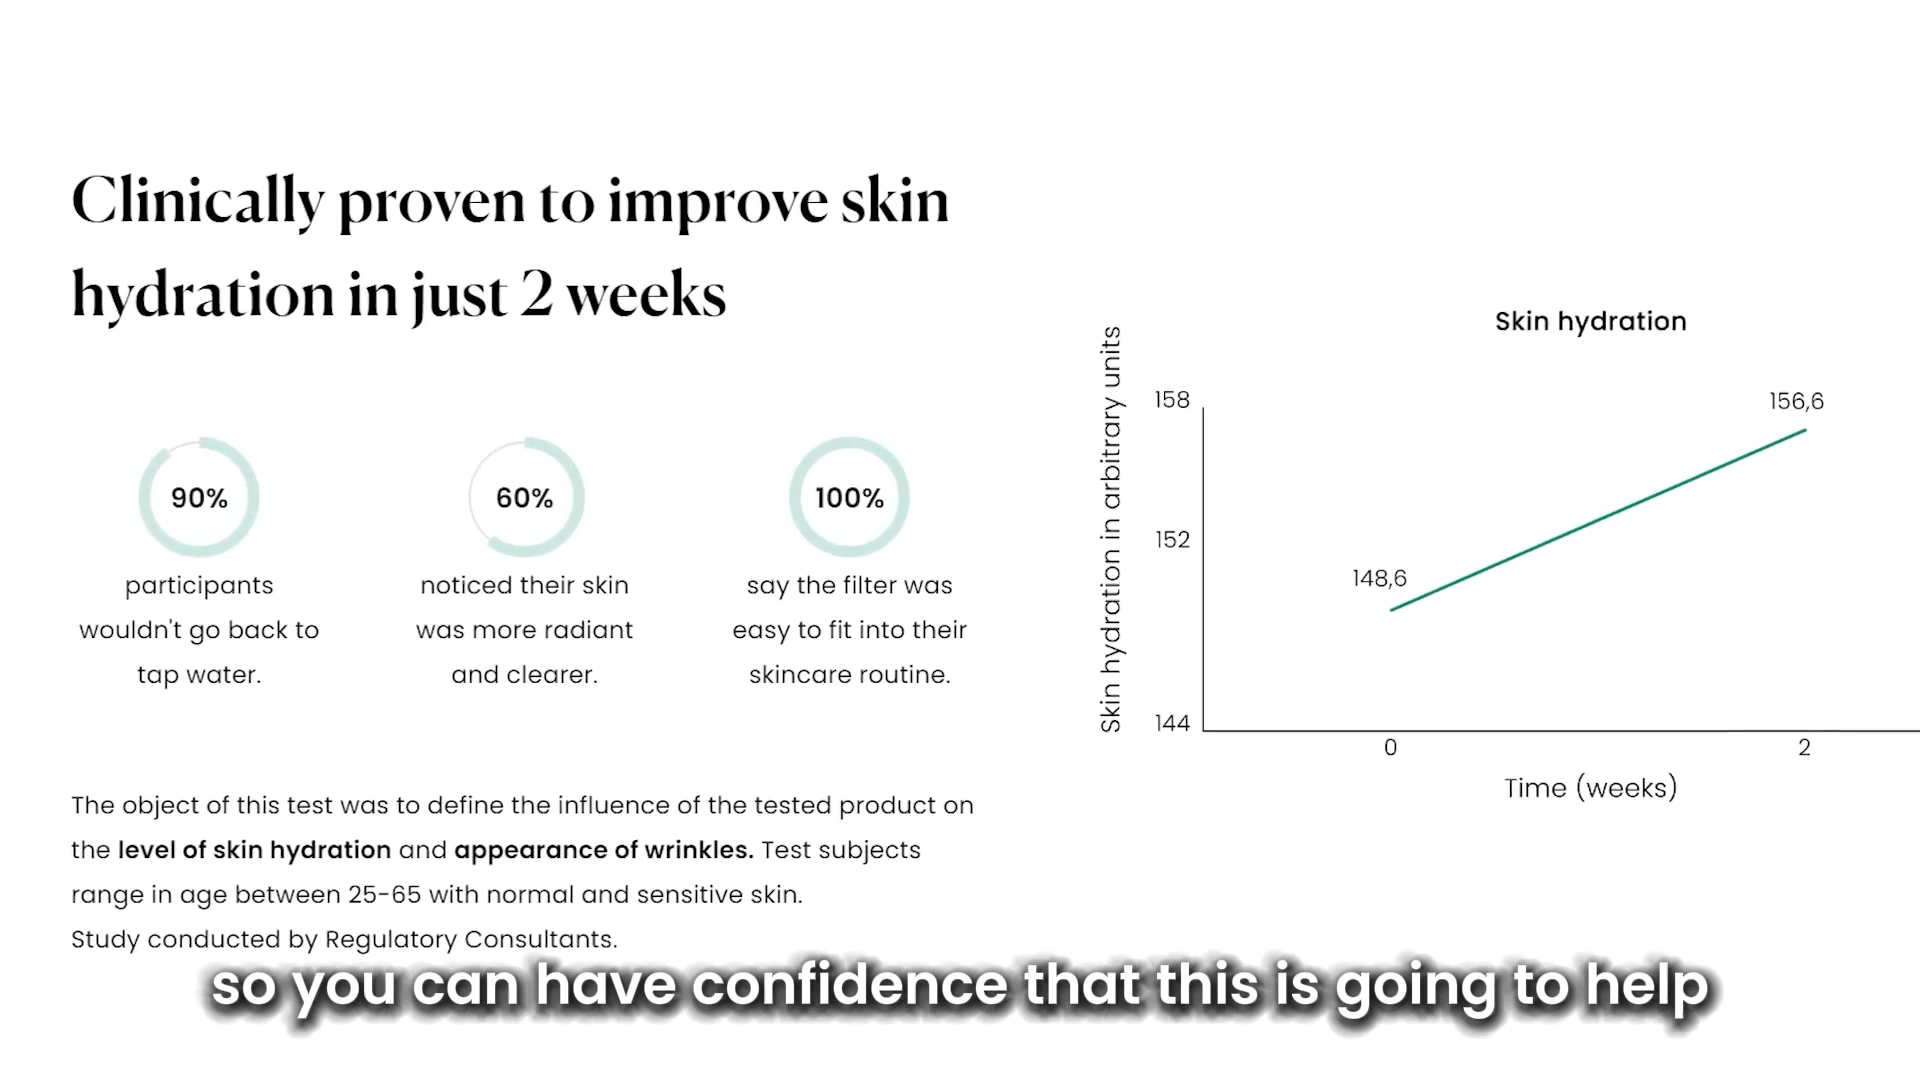 Clinically proven to improve skin
hydration in just 2 weeks
90%
participants
wouldn't go back to
tap water.
60%
noticed their skin
was more radiant
and clearer.
100%
say the filter was
easy to fit into their
skincare routine.
The object of this test was to define the influence of the tested product on
the level of skin hydration and appearance of wrinkles. Test subjects
range in age between 25-65 with normal and sensitive skin.
Study conducted by Regulatory Consultants.
Skin hydration
Skin hydration in arbitrary units
158
152
144
148,6
156,6
0
2
Time (weeks)
so you can have confidence that this is going to help